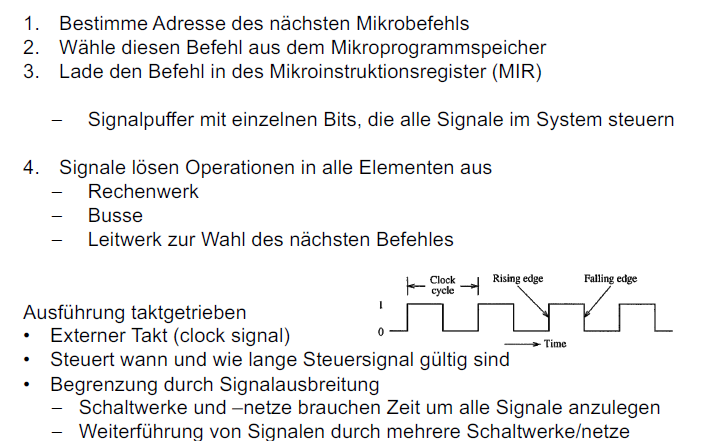 1. Bestimme Adresse des nächsten Mikrobefehls
2. Wähle diesen Befehl aus dem Mikroprogrammspeicher
3. Lade den Befehl in des Mikroinstruktionsregister (MIR)
– Signalpuffer mit einzelnen Bits, die alle Signale im System steuern
4. Signale lösen Operationen in alle Elementen aus
– Rechenwerk
– Busse
– Leitwerk zur Wahl des nächsten Befehles
Clock cycle
Rising edge
Falling edge
1
0
Time
Ausführung taktgetrieben
• Externer Takt (clock signal)
• Steuert wann und wie lange Steuersignal gültig sind
• Begrenzung durch Signalausbreitung
– Schaltwerke und –netze brauchen Zeit um alle Signale anzulegen
– Weiterführung von Signalen durch mehrere Schaltwerke/netze